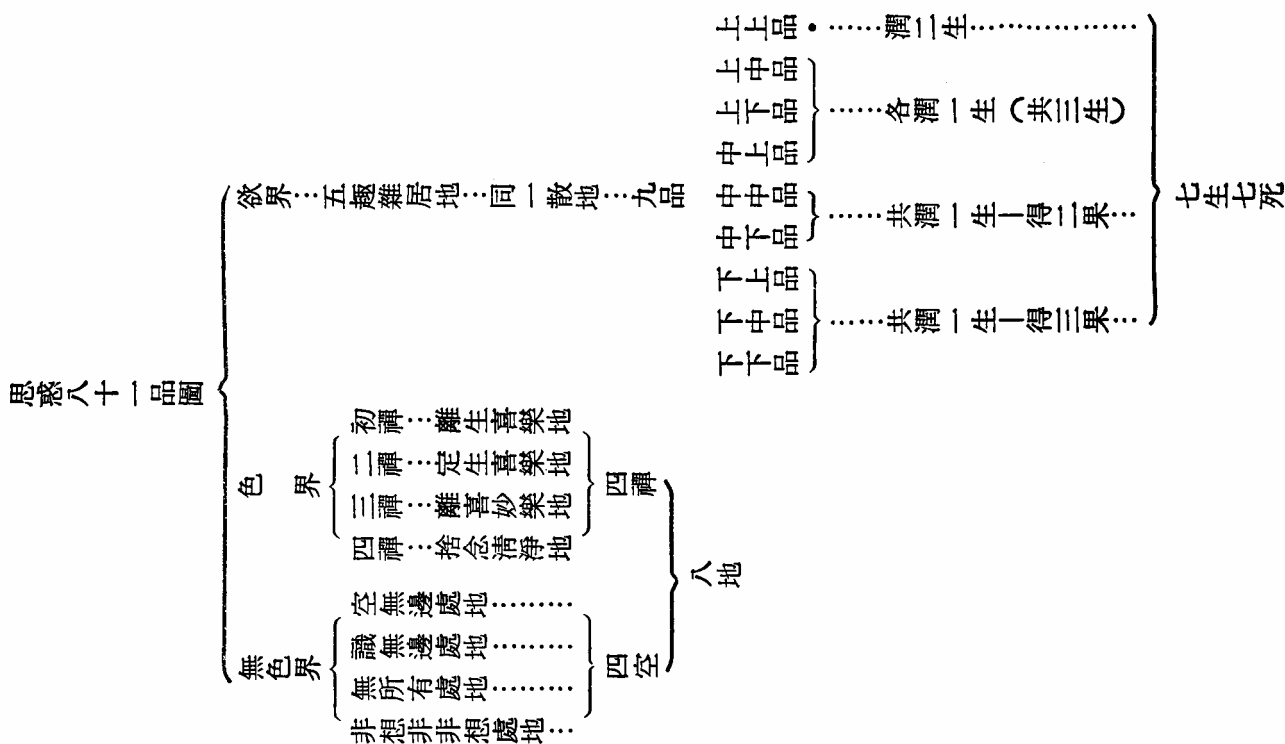 思惑八十一品圖
欲界…五趣雜居地…同一散地…九品
上上品・……潤二生………………
上中品
上下品
中上品
……各潤一生（共三生）
中中品
中下品
……共潤一生—得二果…
下上品
下中品
下下品
……共潤一生—得三果…
七生七死
色界
初禪…離生喜樂地
二禪…定生喜樂地
三禪…離喜妙樂地
四禪…捨念清淨地
四禪
無色界
空無邊處地………
識無邊處地………
無所有處地………
非想非非想處地…
四空
八地